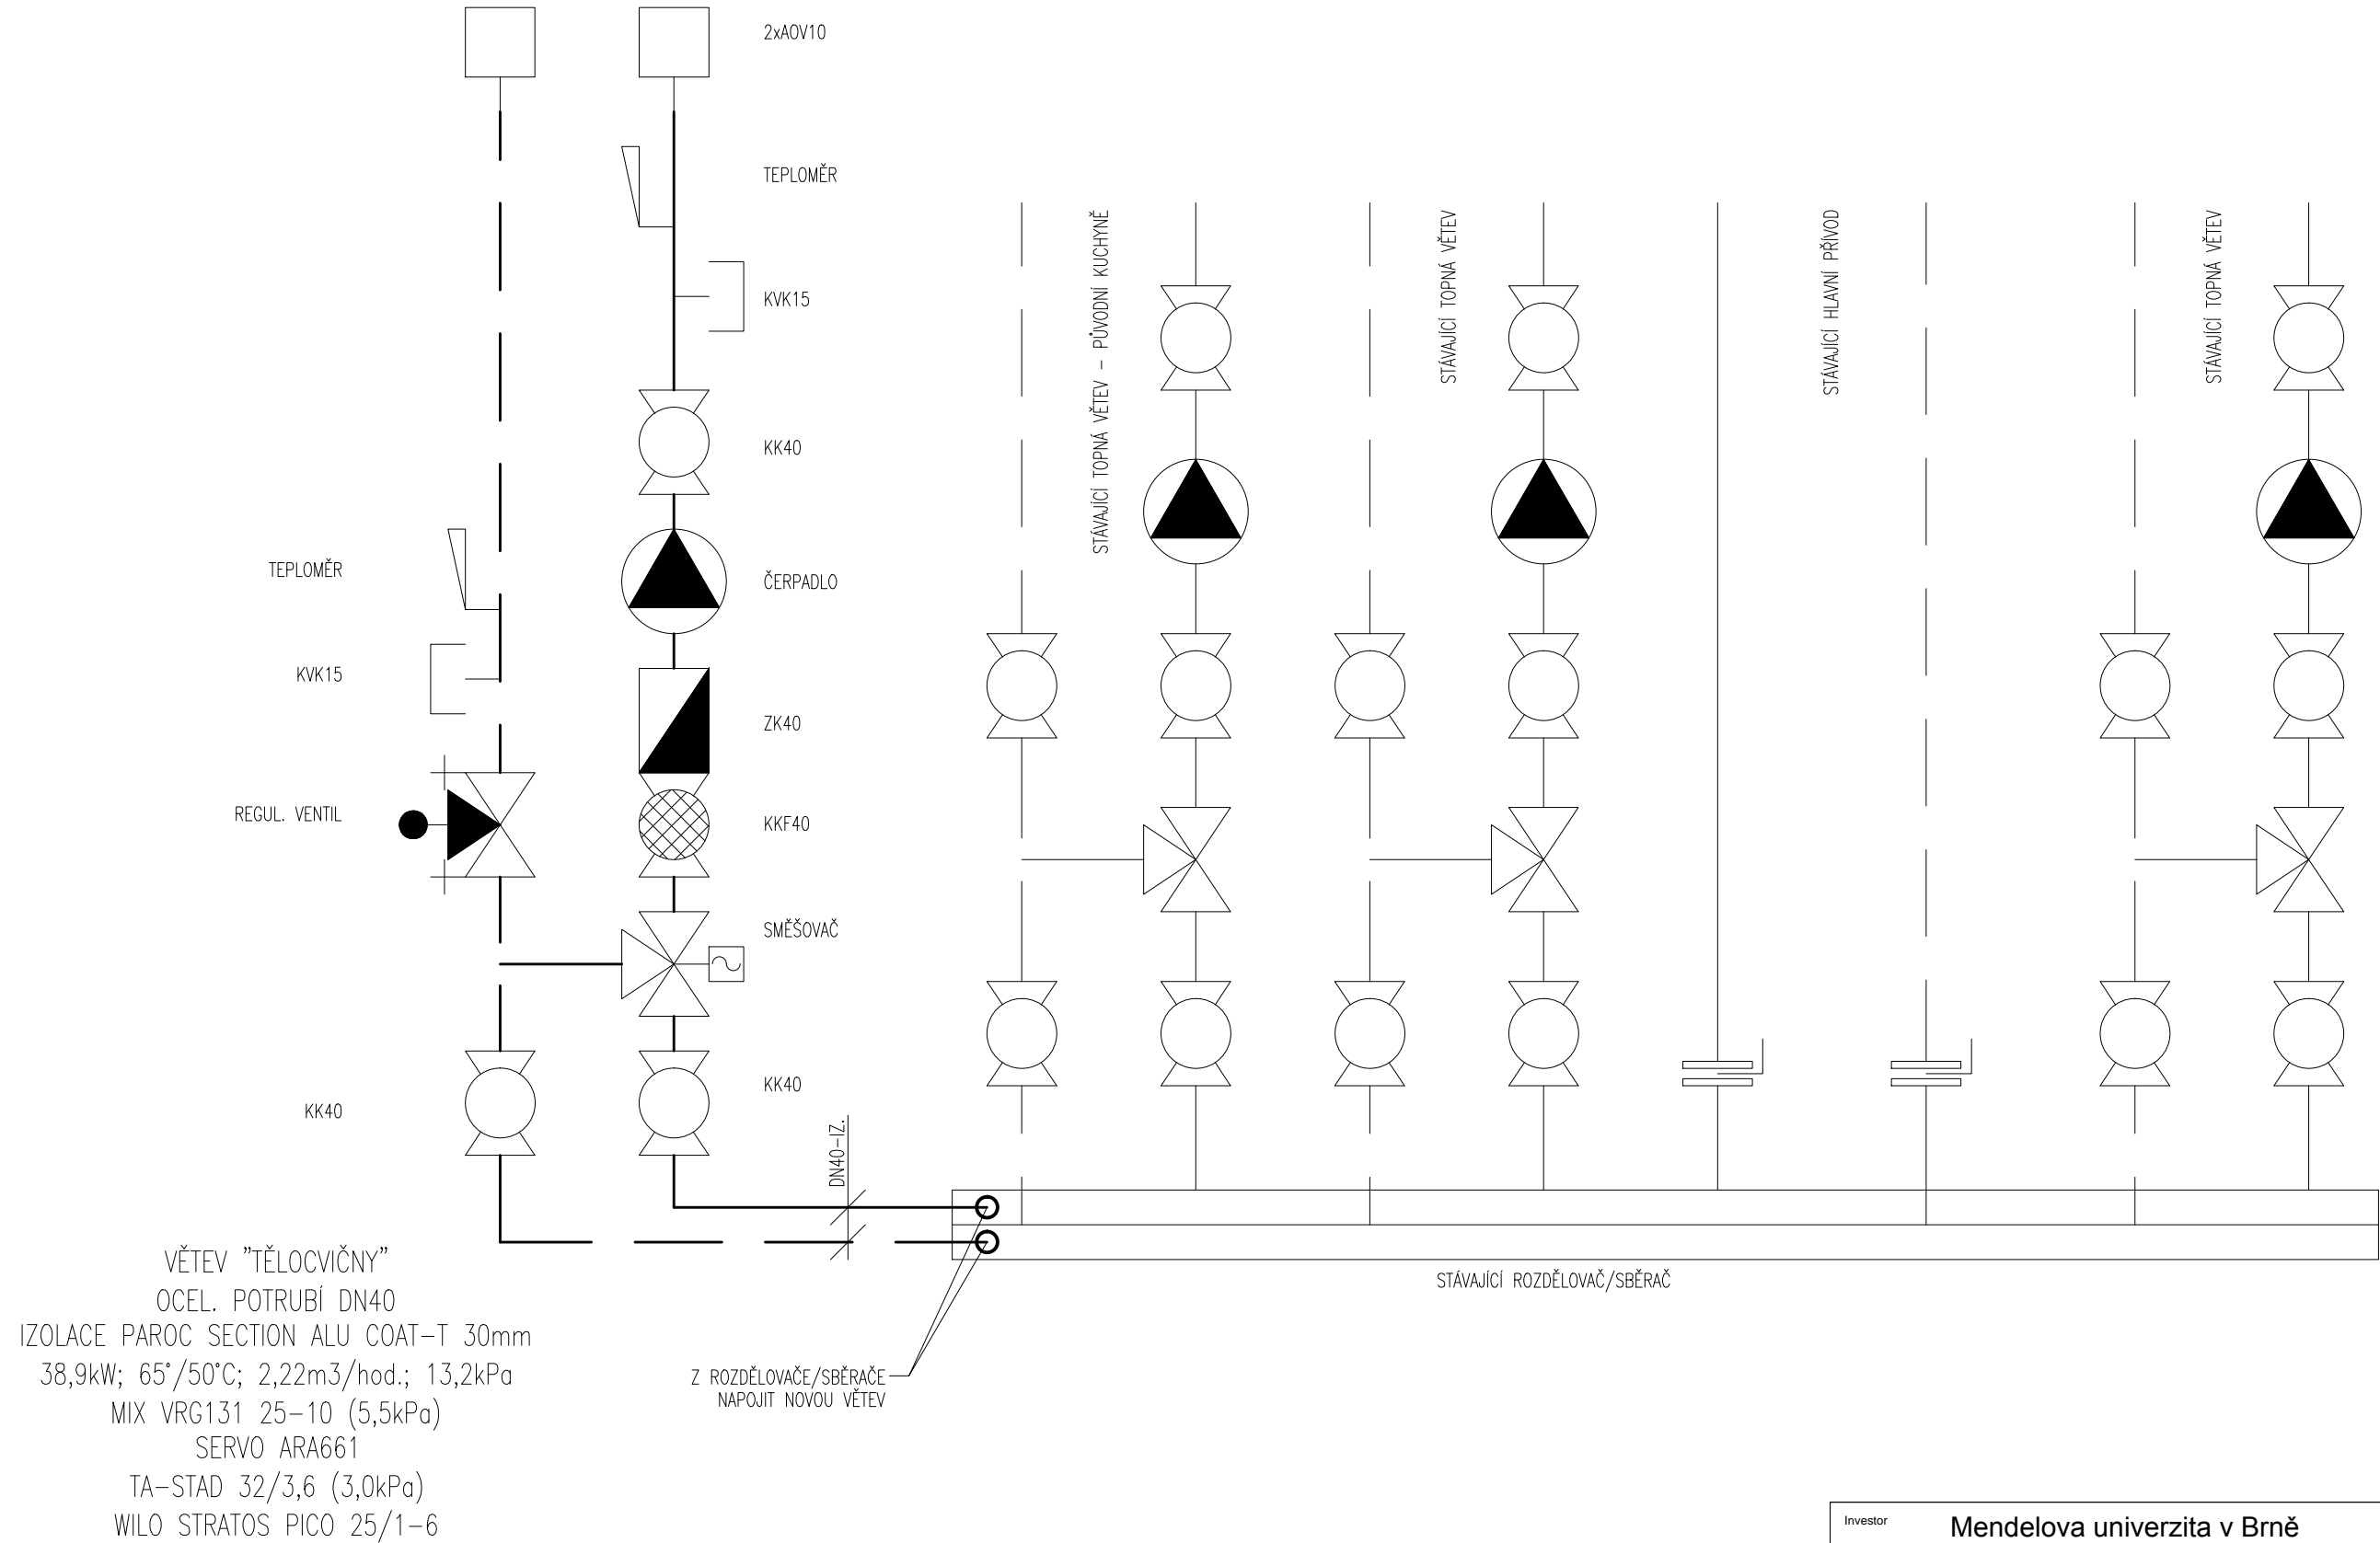 2xAOV10
TEPLOMĚR
KVK15
KK40
ČERPADLO
ZK40
KKF40
SMĚŠOVAČ
KK40
TEPLOMĚR
KVK15
REGUL. VENTIL
KK40
DN40-IZ.
STÁVAJÍCÍ TOPNÁ VĚTEV - PŮVODNÍ KUCHYNĚ
STÁVAJÍCÍ TOPNÁ VĚTEV
STÁVAJÍCÍ HLAVNÍ PŘÍVOD
STÁVAJÍCÍ TOPNÁ VĚTEV
STÁVAJÍCÍ ROZDĚLOVAČ/SBĚRAČ
Z ROZDĚLOVAČE/SBĚRAČE
NAPOJIT NOVOU VĚTEV
VĚTEV "TĚLOCVIČNY"
OCEL. POTRUBÍ DN40
IZOLACE PAROC SECTION ALU COAT-T 30mm
38,9kW; 65°/50°C; 2,22m3/hod.; 13,2kPa
MIX VRG131 25-10 (5,5kPa)
SERVO ARA661
TA-STAD 32/3,6 (3,0kPa)
WILO STRATOS PICO 25/1-6
Investor Mendelova univerzita v Brně